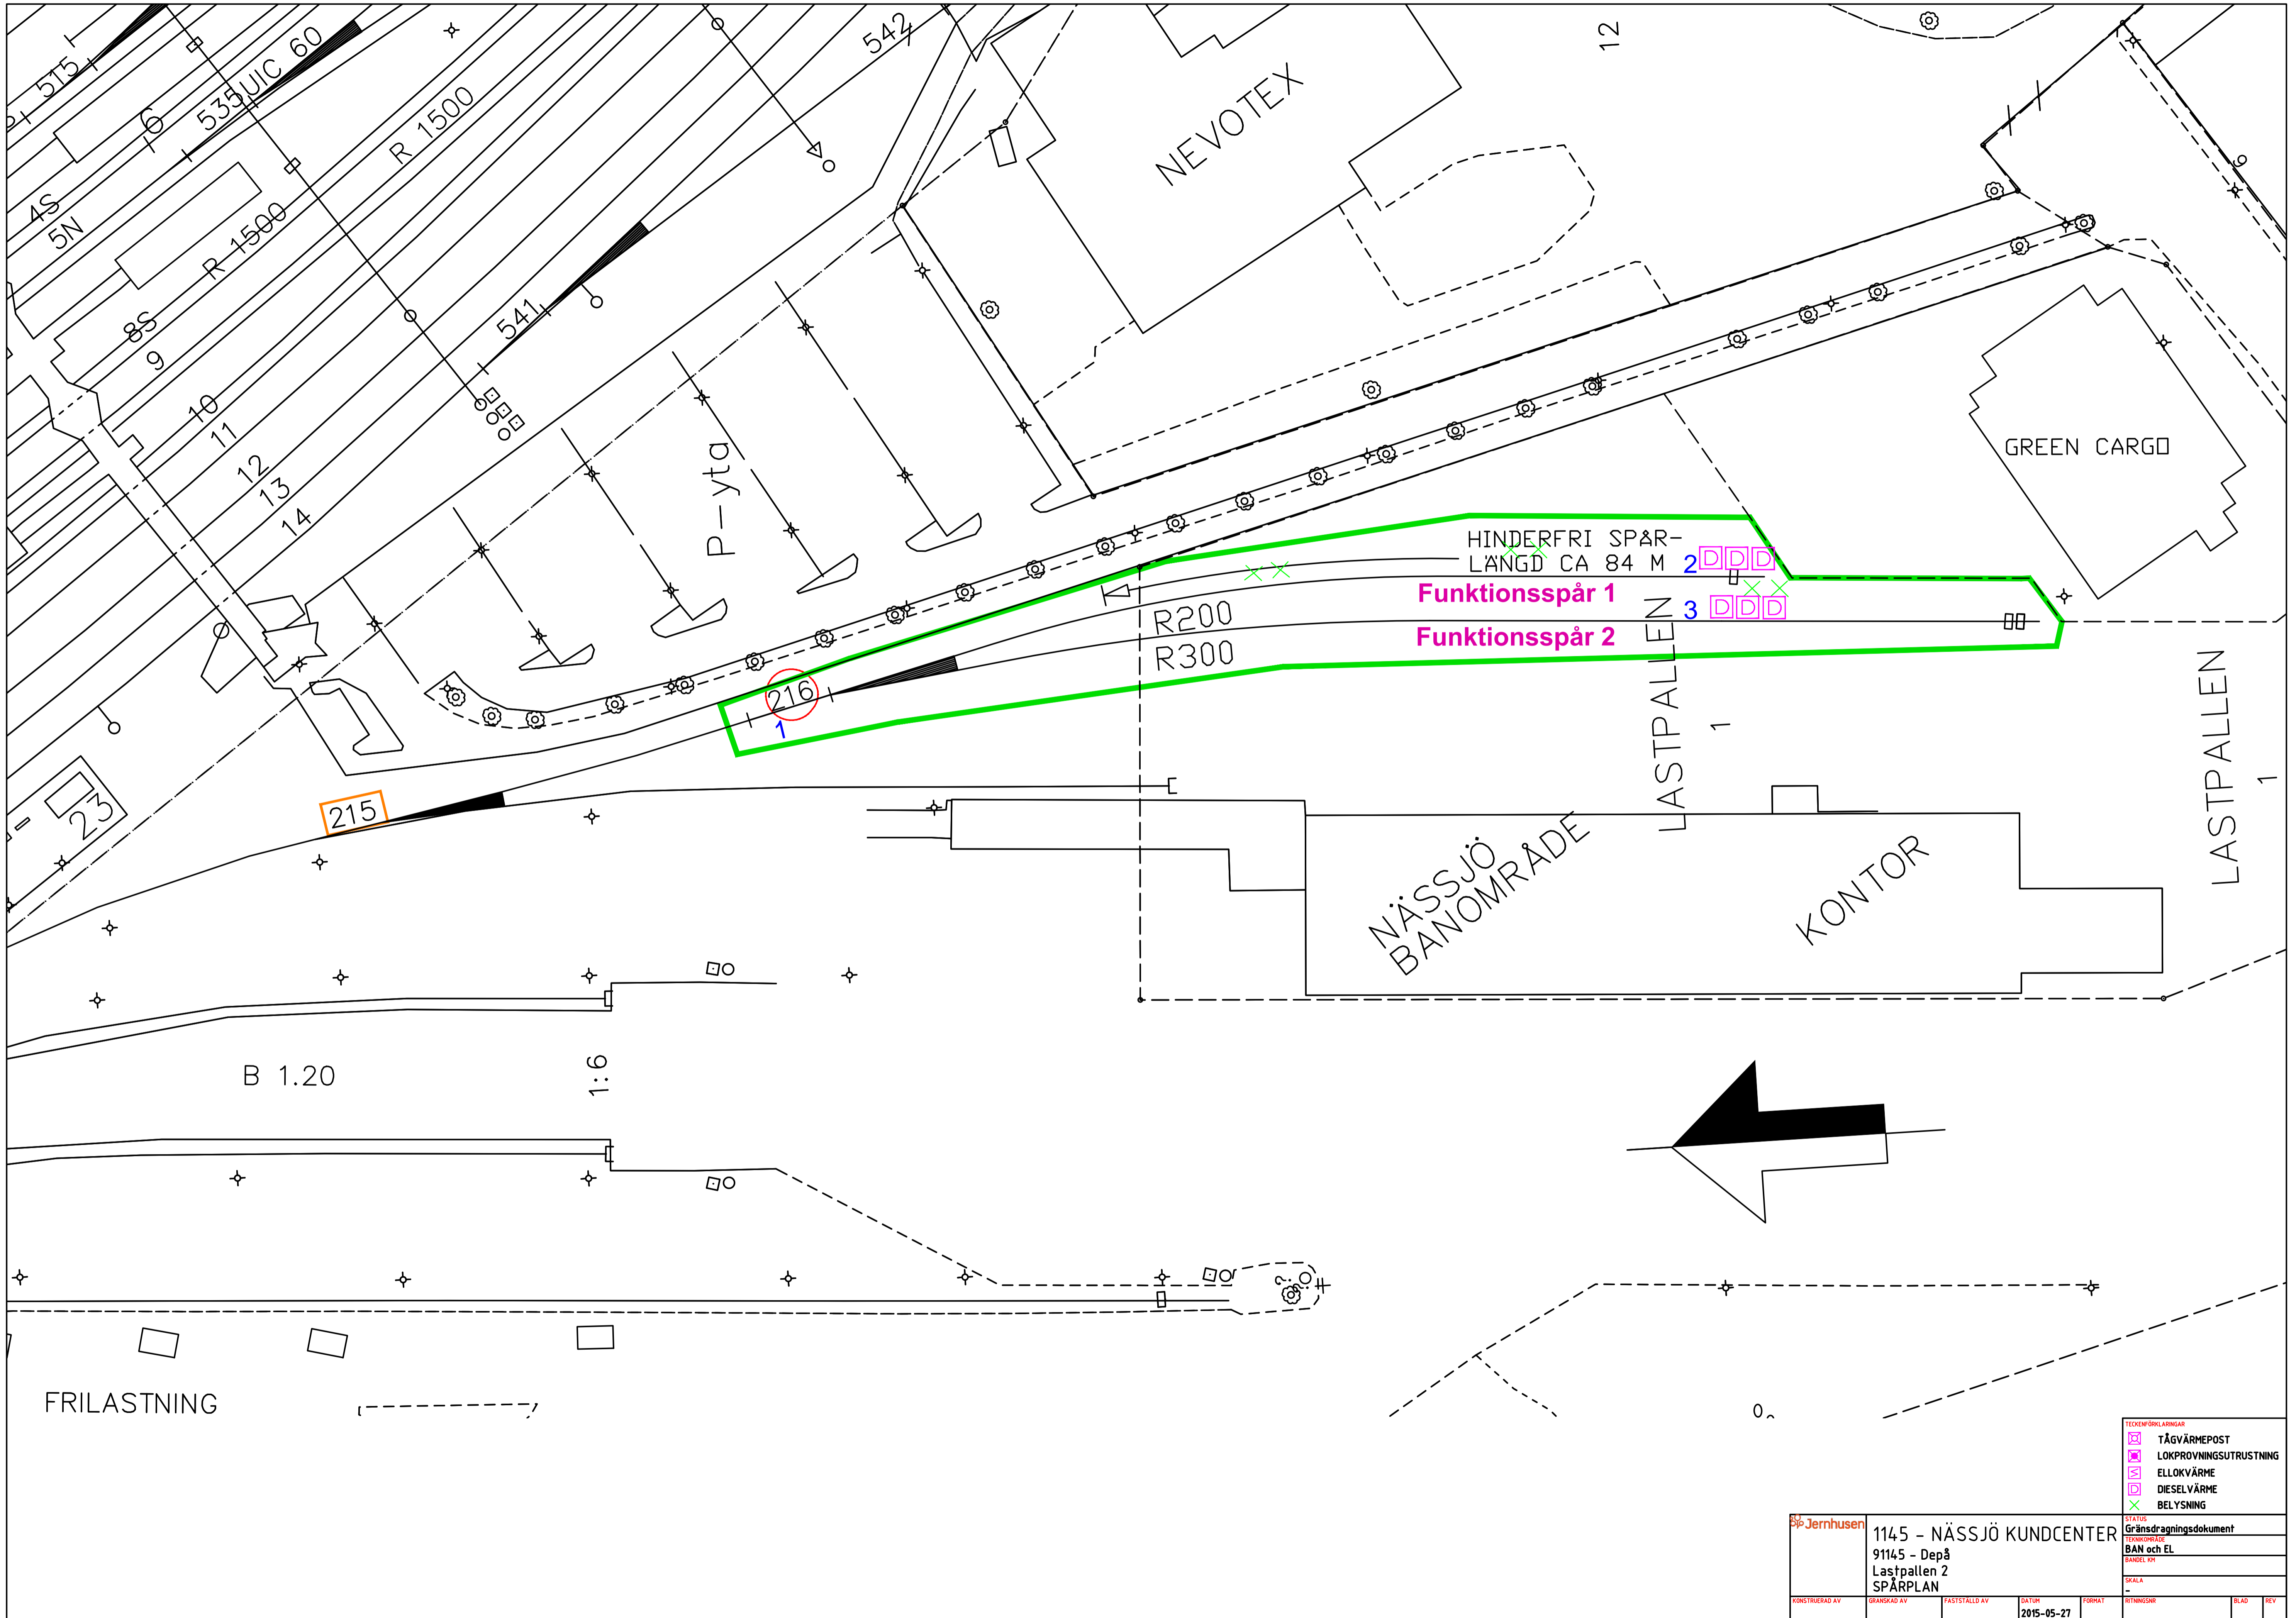 515
535UIC 60
6
R 1500
542
NEVOTEX
12
9
4S
5N
R 1500
8S
9
541
10
11
12
13
14
P-yta
GREEN CARGO
HINDERFRI SPÅR-
LÄNGD CA 84 M
2
D D D
Funktionsspår 1
3
D D D
R200
Funktionsspår 2
R300
216
1
LASTPALLEN
1
LASTPALLEN
1
215
23
NÄSSJÖ
BANOMRÅDE
KONTOR
B 1.20
1:6
FRILASTNING
TECKENFÖRKLARINGAR
TÅGVÄRMEPOST
LOKPROVNINGSUTRUSTNING
ELLOKVÄRME
D DIESELVÄRME
BELYSNING
Jernhusen
1145 - NÄSSJÖ KUNDCENTER
91145 - Depå
Lastpallen 2
SPÅRPLAN
STATUS
Gränsdragningsdokument
TEKNIKOMRÅDE
BAN och EL
BANDEL KM
SKALA
-
KONSTRUERAD AV
GRANSKAD AV
FASTSTÄLLD AV
DATUM
2015-05-27
FORMAT
RITNINGSNR
BLAD
REV